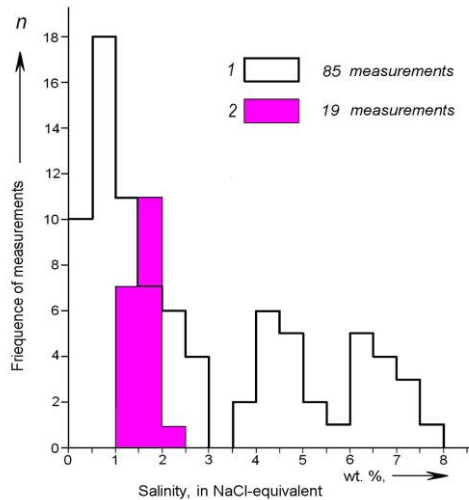 n
18
16
14
12
10
8
6
4
2
0
Friequence of measurements
1 85 measurements
2 19 measurements
0 1 2 3 4 5 6 7 8
wt. %,
Salinity, in NaCl-equivalent